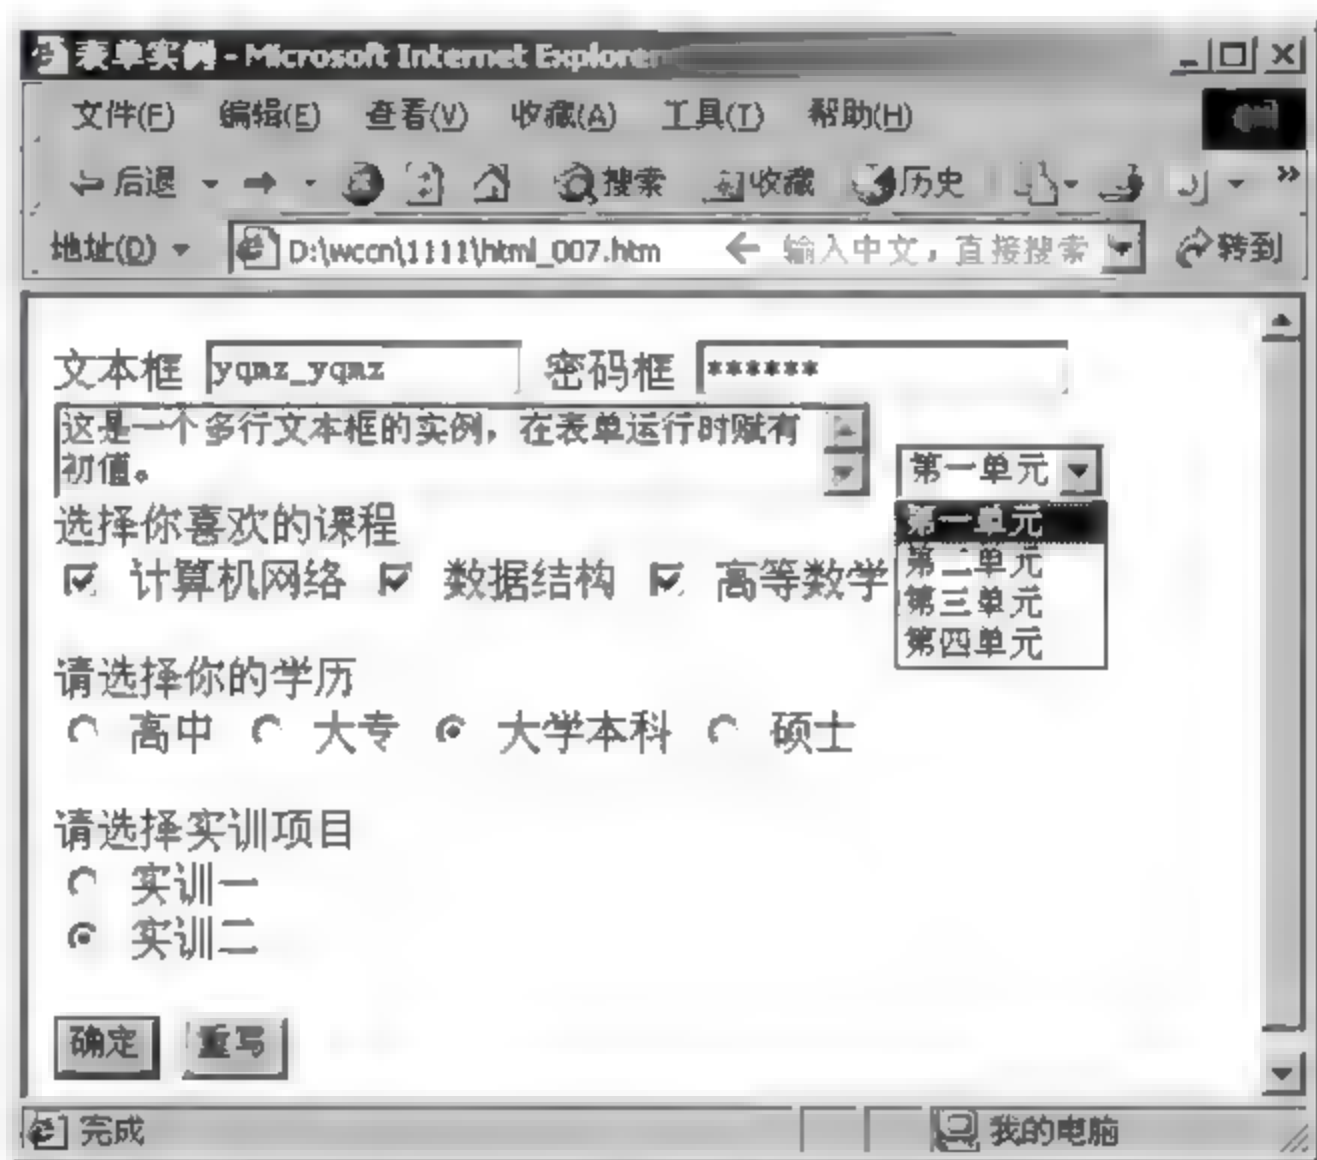 表单实例 - Microsoft Internet Explorer
文件(F) 编辑(E) 查看(V) 收藏(A) 工具(T) 帮助(H)
后退 搜索 收藏 历史 »
地址(D) D:\wccn\1111\html_007.htm 输入中文，直接搜索 转到
文本框 yqmz_yqmz 密码框 ******
这是一个多行文本框的实例，在表单运行时赋有
初值。
第一单元
第一单元
第二单元
第三单元
第四单元
选择你喜欢的课程
计算机网络 数据结构 高等数学
请选择你的学历
高中 大专 大学本科 硕士
请选择实训项目
实训一
实训二
确定 重写
完成 我的电脑